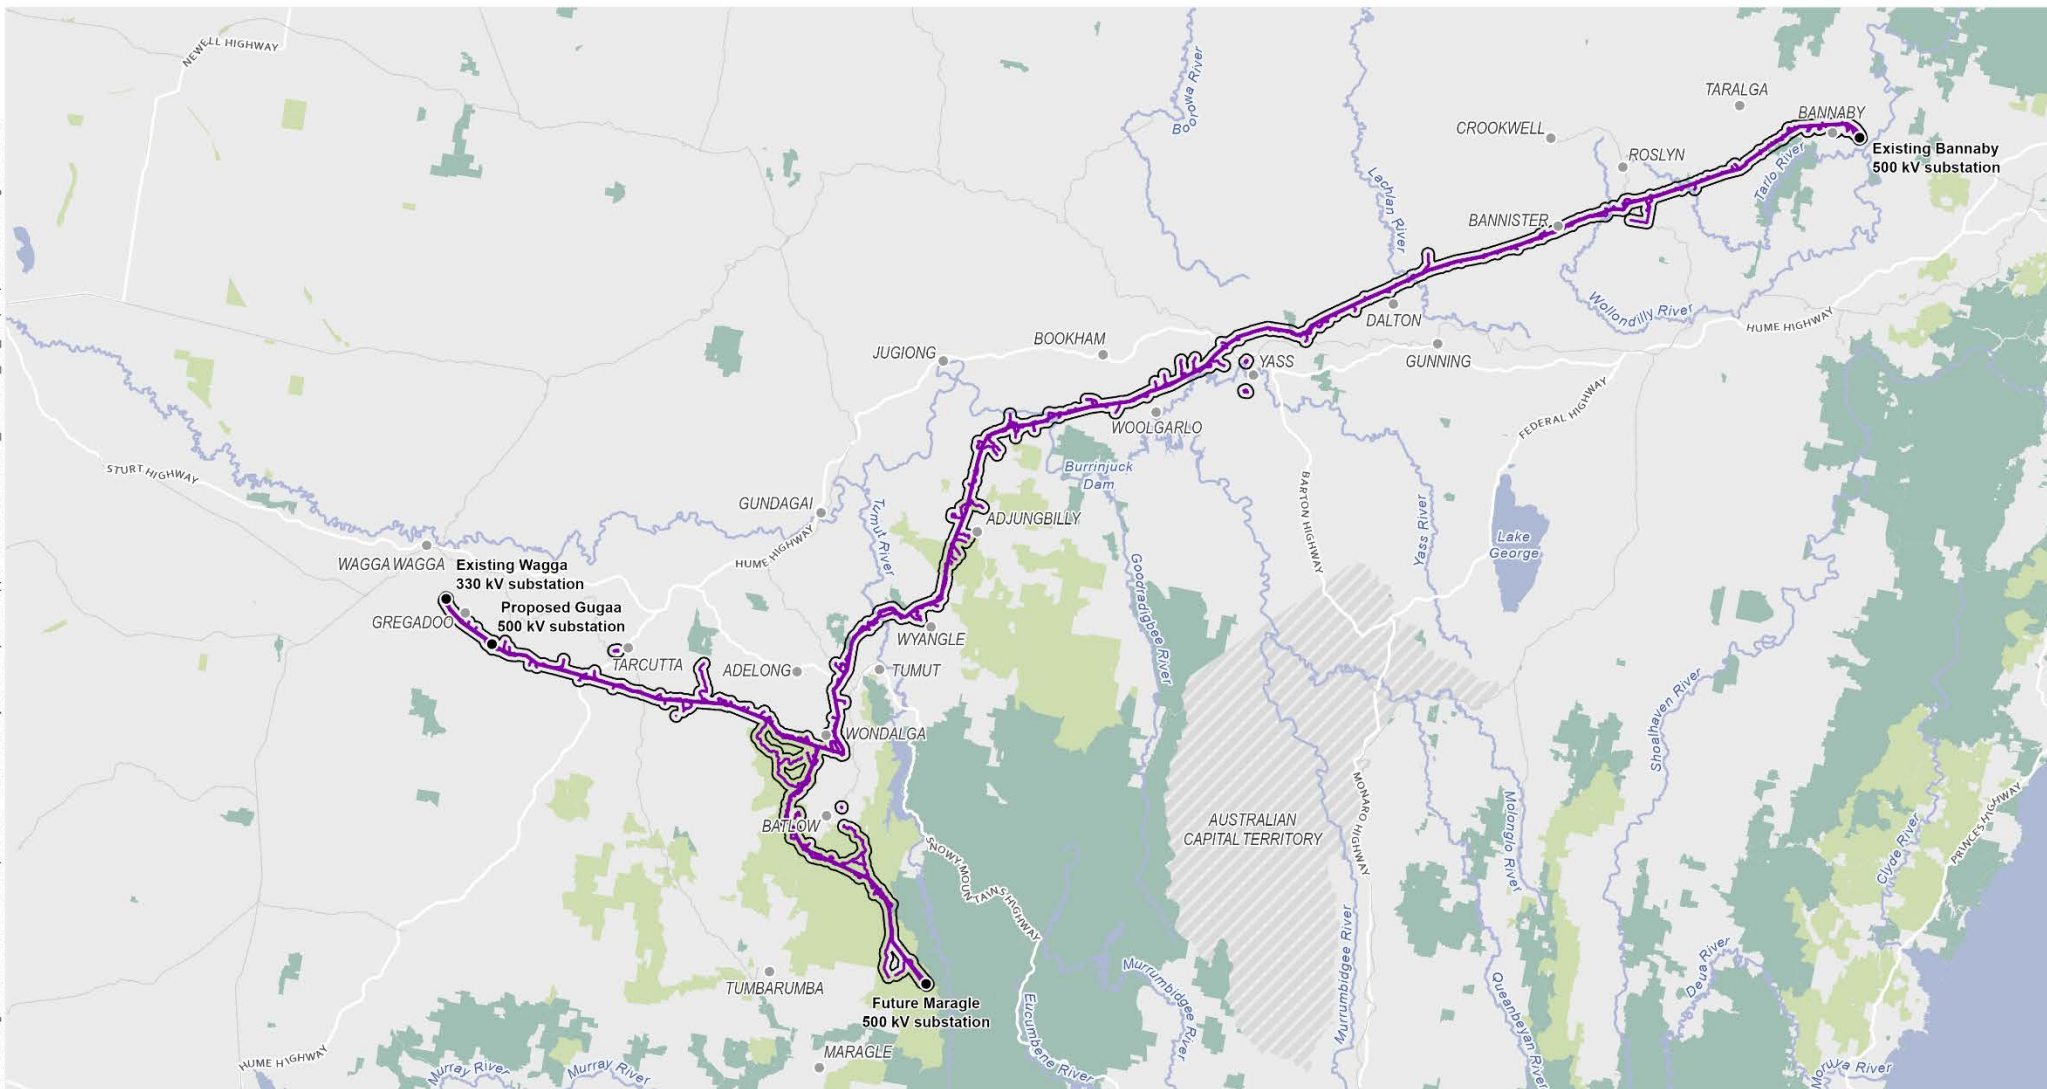 NEWELL HIGHWAY
Boorowa River
TARALGA
BANNABY
CROOKWELL
ROSLYN
Existing Bannaby
500 kV substation
Tarlo River
Lachlan River
BANNISTER
Wollondilly River
HUME HIGHWAY
DALTON
JUGIONG
BOOKHAM
YASS
GUNNING
WOOLGARLO
FEDERAL HIGHWAY
STURT HIGHWAY
Burrinjuck
Dam
BARTON HIGHWAY
GUNDAGAI
Tumut River
ADJUNGBILLY
Yass River
Lake
George
HUME HIGHWAY
WAGGA WAGGA
Existing Wagga
330 kV substation
Goodradigbee River
Proposed Gugaa
500 kV substation
GREGADOO
WYANGLE
TARCUTTA
ADELONG
TUMUT
Shoalhaven River
WONDALGA
MONARO HIGHWAY
Molonglo River
PRINCES HIGHWAY
BATLOW
AUSTRALIAN
CAPITAL TERRITORY
SNOWY MOUNTAINS HIGHWAY
Clyde River
Murrumbidgee River
Murrumbidgee River
Deua River
TUMBARUMBA
Future Maragle
500 kV substation
Queanbeyan River
Eucumbene River
HUME HIGHWAY
Murray River
Murray River
MARAGLE
Moruya River